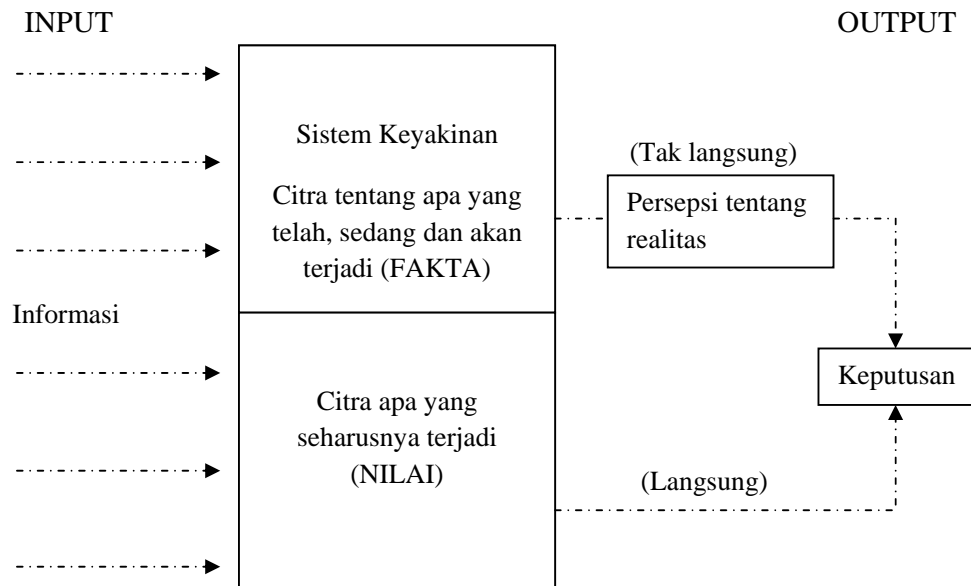 INPUT
OUTPUT
Sistem Keyakinan
Citra tentang apa yang
telah, sedang dan akan
terjadi (FAKTA)
(Tak langsung)
Persepsi tentang
realitas
Informasi
Keputusan
Citra apa yang
seharusnya terjadi
(NILAI)
(Langsung)